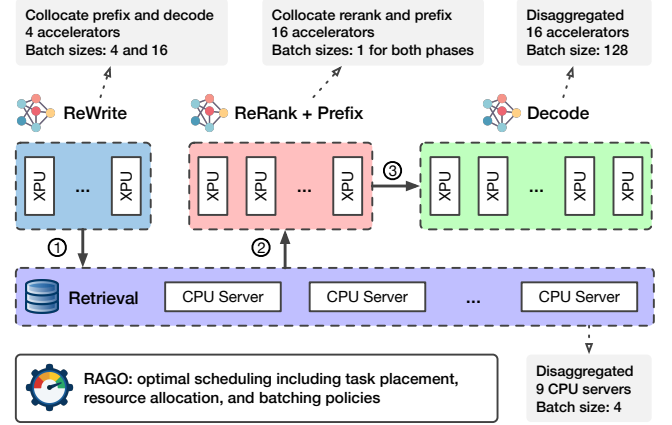 Collocate prefix and decode
4 accelerators
Batch sizes: 4 and 16
Collocate rerank and prefix
16 accelerators
Batch sizes: 1 for both phases
Disaggregated
16 accelerators
Batch size: 128
ReWrite
ReRank + Prefix
Decode
XPU
...
XPU
XPU
XPU
...
XPU
XPU
XPU
...
XPU
XPU
③
①
②
Retrieval
CPU Server
CPU Server
...
CPU Server
RAGO: optimal scheduling including task placement,
resource allocation, and batching policies
Disaggregated
9 CPU servers
Batch size: 4